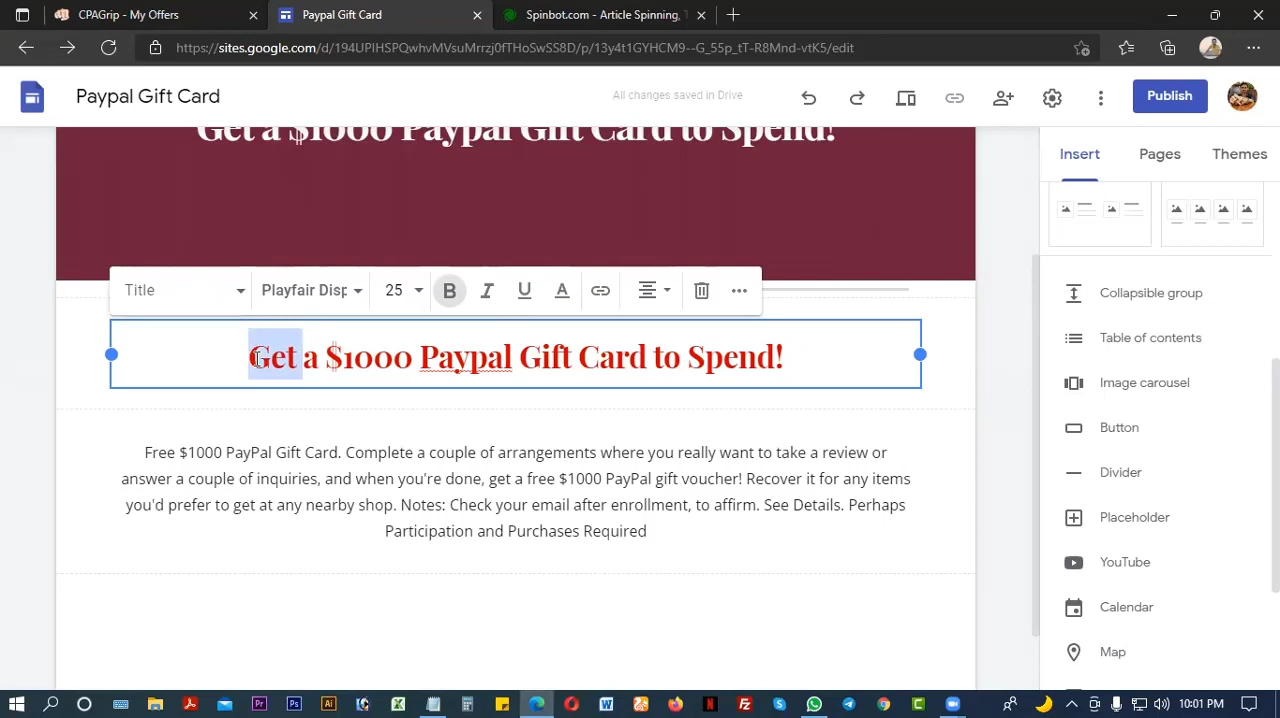 CPAGrip - My Offers
Paypal Gift Card
Spinbot.com - Article Spinning, T
https://sites.google.com/d/194UPIHSPQwhvMVsuMrrzj0fTHoSwSS8D/p/13y4t1GYHCM9--G_55p_tT-R8Mnd-vtK5/edit
Paypal Gift Card
All changes saved in Drive
Publish
Get a $1000 Paypal Gift Card to Spend!
Insert
Pages
Themes
Title
Playfair Disp
25
B
I
U
A
Get a $1000 Paypal Gift Card to Spend!
Free $1000 PayPal Gift Card. Complete a couple of arrangements where you really want to take a review or
answer a couple of inquiries, and when you're done, get a free $1000 PayPal gift voucher! Recover it for any items
you'd prefer to get at any nearby shop. Notes: Check your email after enrollment, to affirm. See Details. Perhaps
Participation and Purchases Required
Collapsible group
Table of contents
Image carousel
Button
Divider
Placeholder
YouTube
Calendar
Map
10:01 PM